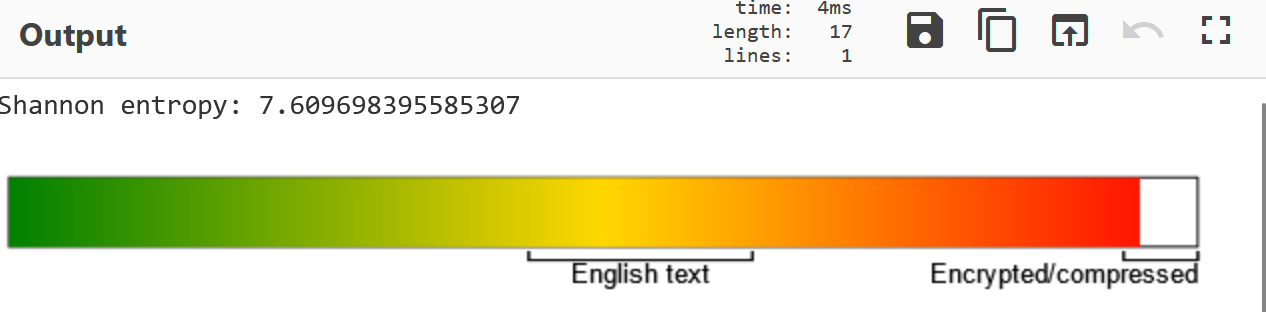 Output
time: 4ms
length: 17
lines: 1
Shannon entropy: 7.609698395585307
English text
Encrypted/compressed